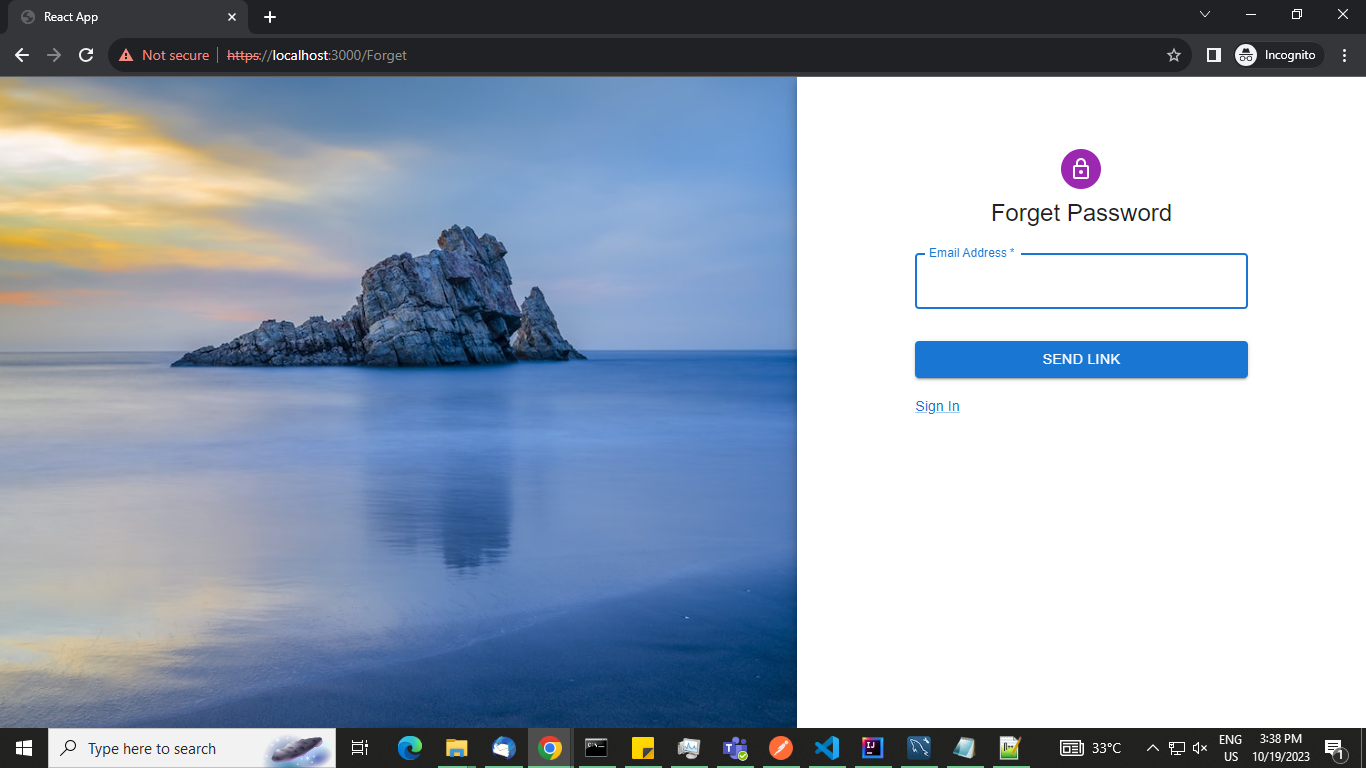 React App
Not secure
https://localhost:3000/Forget
Incognito
Forget Password
Email Address *
SEND LINK
Sign In
Type here to search
33°C
ENG
US
3:38 PM
10/19/2023
1